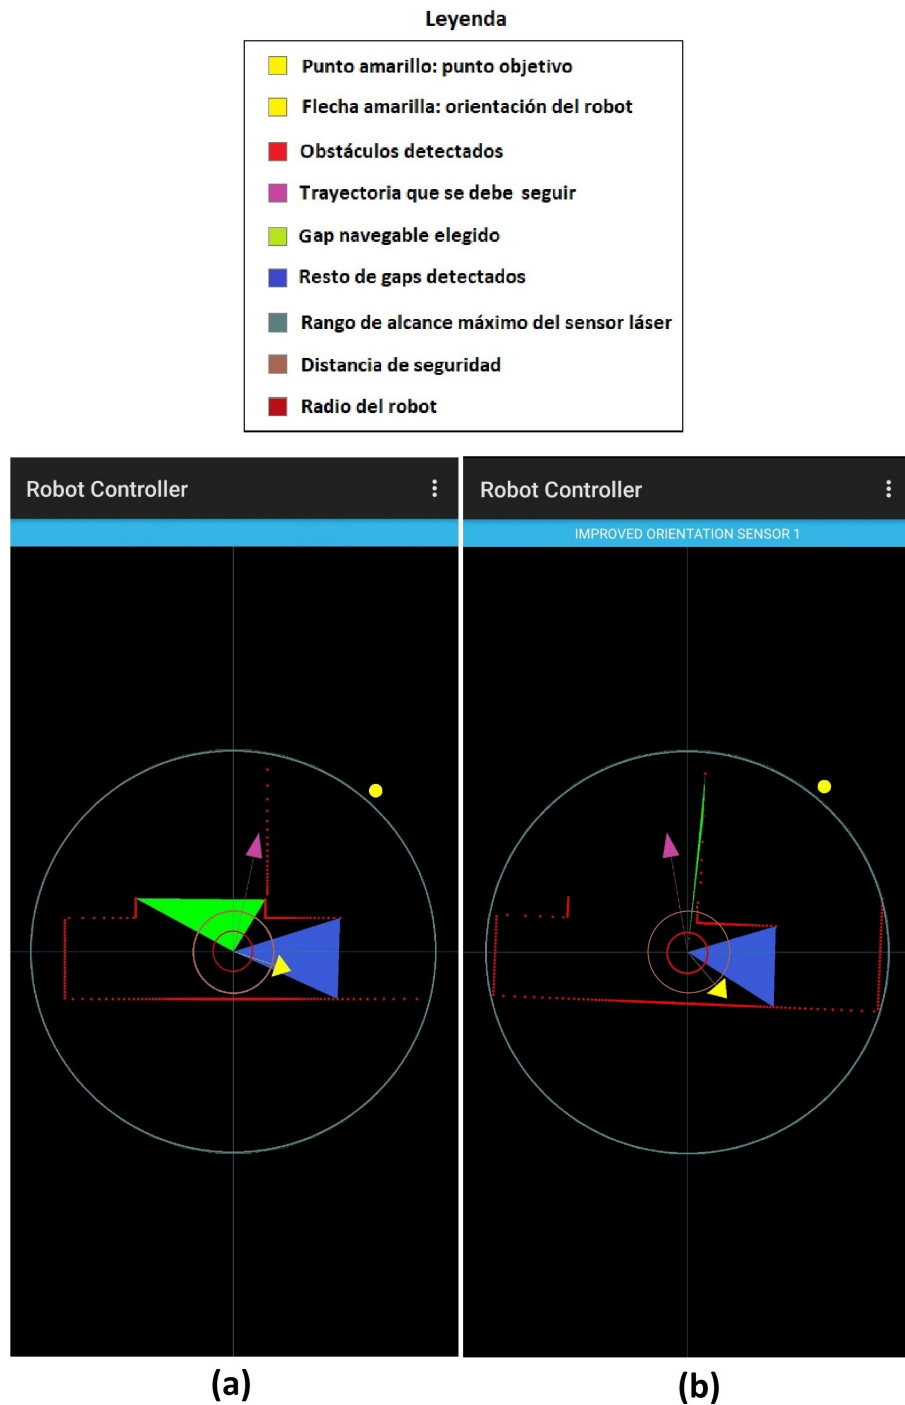 Leyenda
Punto amarillo: punto objetivo
Flecha amarilla: orientación del robot
Obstáculos detectados
Trayectoria que se debe seguir
Gap navegable elegido
Resto de gaps detectados
Rango de alcance máximo del sensor láser
Distancia de seguridad
Radio del robot
Robot Controller
Robot Controller
IMPROVED ORIENTATION SENSOR 1
(a)
(b)